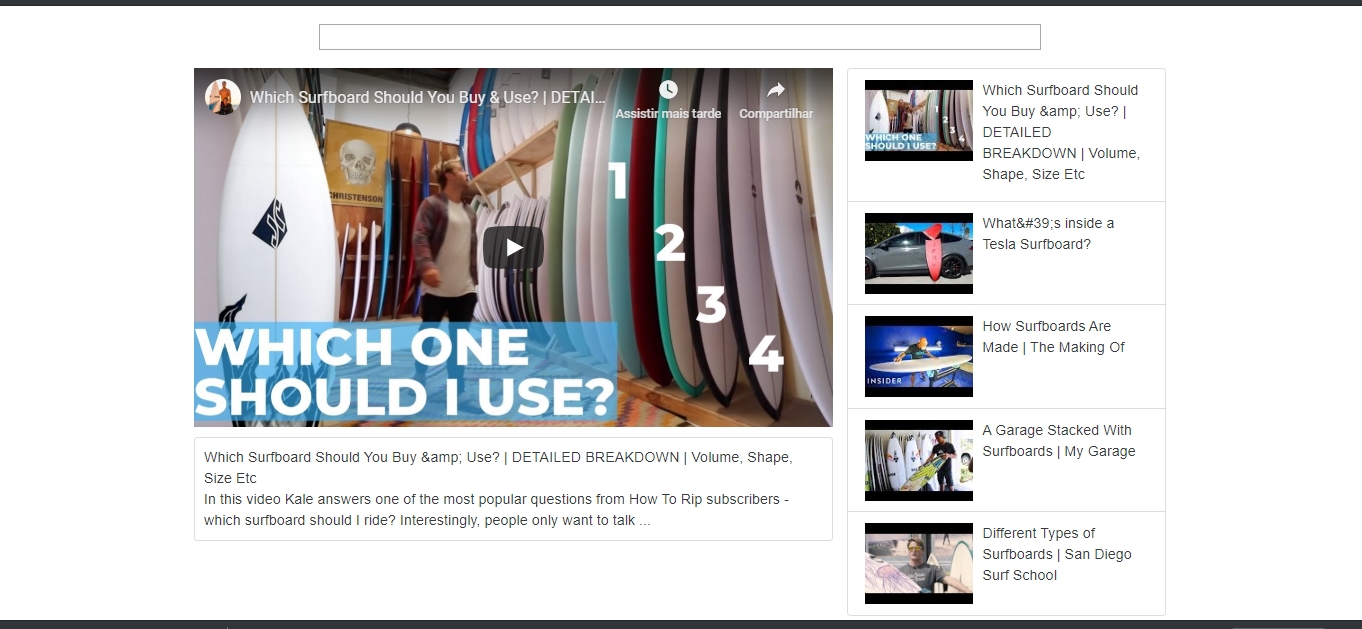 Which Surfboard Should You Buy & Use? | DETAI...
Assistir mais tarde
Compartilhar
CHRISTENSON
1
2
3
4
WHICH ONE
SHOULD I USE?
Which Surfboard Should You Buy &amp; Use? | DETAILED BREAKDOWN | Volume, Shape,
Size Etc
In this video Kale answers one of the most popular questions from How To Rip subscribers -
which surfboard should I ride? Interestingly, people only want to talk ...
1
2
3
4
WHICH ONE
SHOULD I USE?
Which Surfboard Should
You Buy &amp; Use? |
DETAILED
BREAKDOWN | Volume,
Shape, Size Etc
What&#39;s inside a
Tesla Surfboard?
INSIDER
How Surfboards Are
Made | The Making Of
A Garage Stacked With
Surfboards | My Garage
Different Types of
Surfboards | San Diego
Surf School